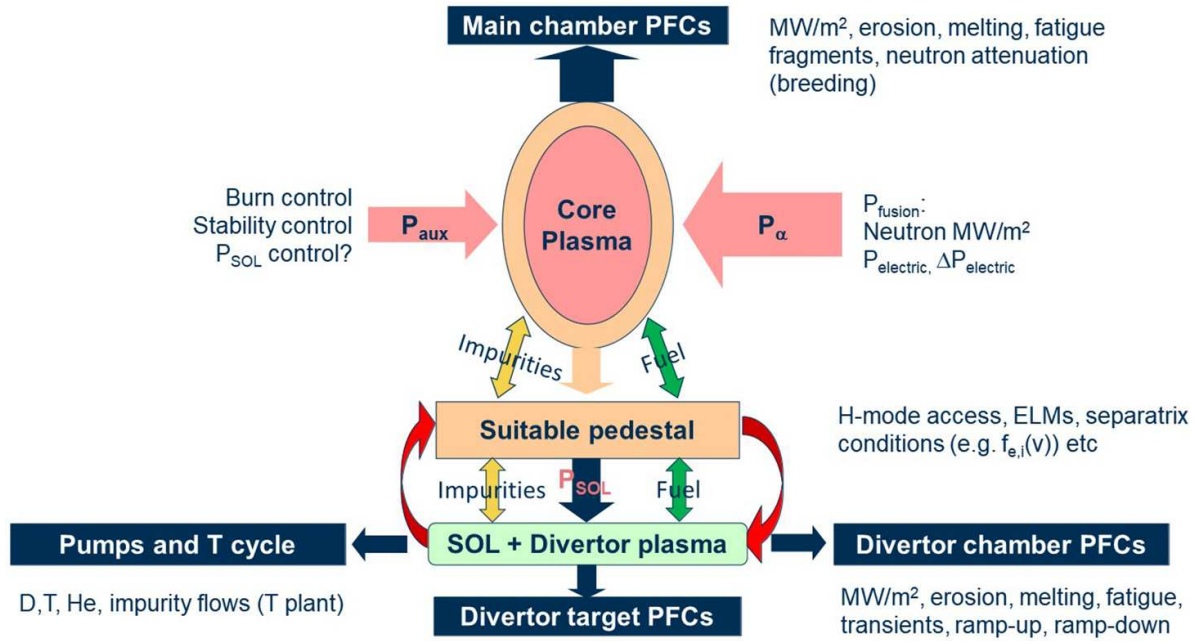 Main chamber PFCs
MW/m², erosion, melting, fatigue
fragments, neutron attenuation
(breeding)
Burn control
Stability control
P_SOL control?
P_aux
Core
Plasma
P_α
P_fusion:
Neutron MW/m²
P_electric, ΔP_electric
Impurities
Fuel
Suitable pedestal
H-mode access, ELMs, separatrix
conditions (e.g. f_e,i(v)) etc
Impurities
P_SOL
Fuel
Pumps and T cycle
SOL + Divertor plasma
Divertor chamber PFCs
D,T, He, impurity flows (T plant)
Divertor target PFCs
MW/m², erosion, melting, fatigue,
transients, ramp-up, ramp-down